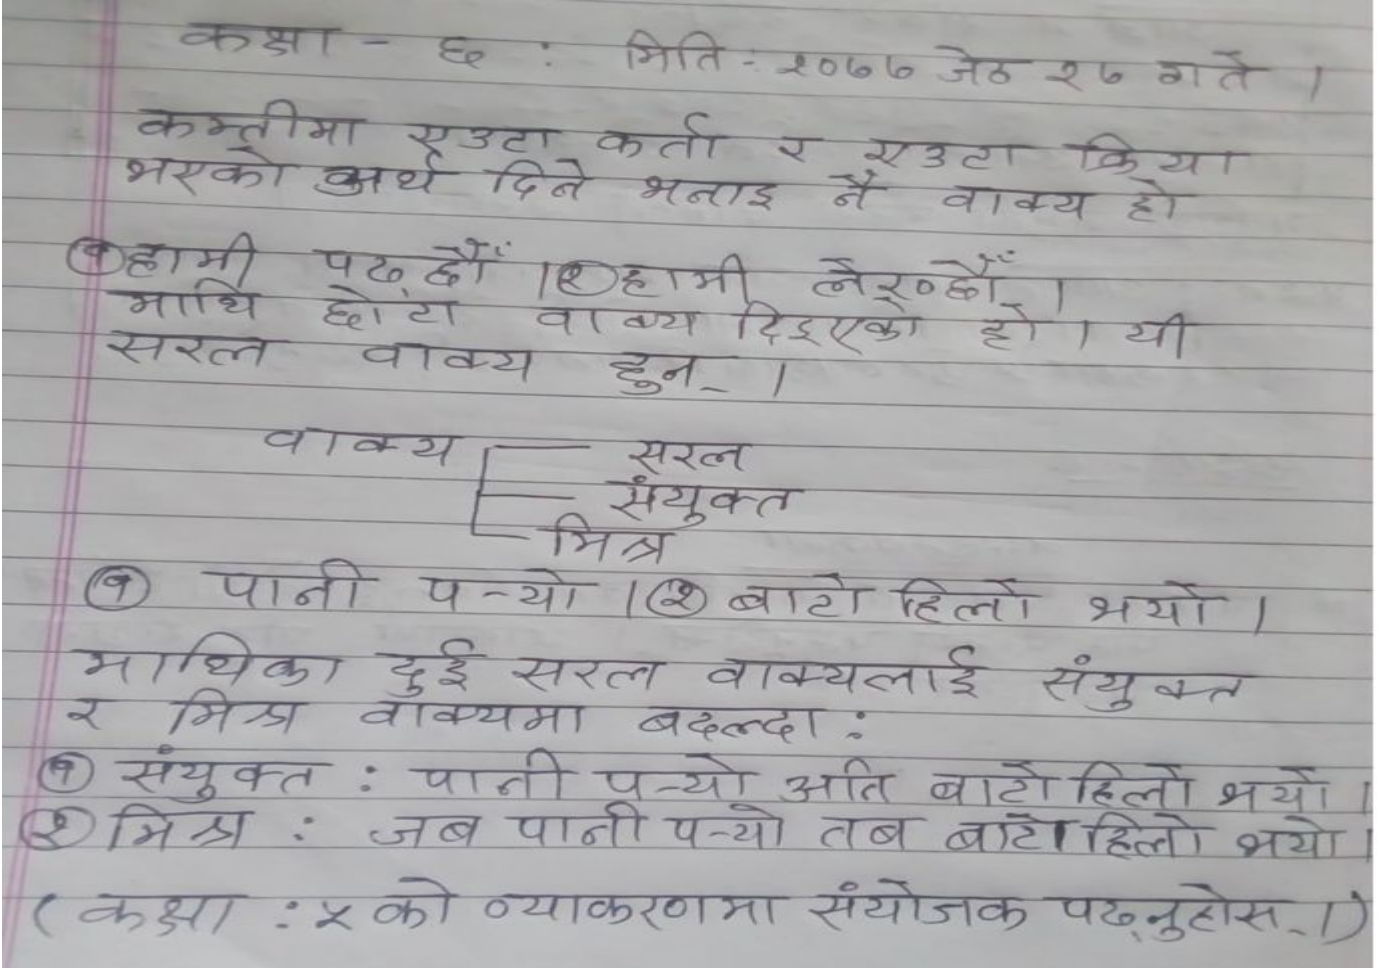 कक्षा - ६ : मिति - २०७७ जेठ २७ गते ।
कम्तीमा एउटा कर्ता र एउटा क्रिया
भएको अर्थ दिने भनाइ नै वाक्य हो
(१) हामी पढ्छौँ । (२) हामी लेख्छौँ ।
माथि छोटा वाक्य दिइएको हो । यी
सरल वाक्य हुन् ।
वाक्य सरल
संयुक्त
मिश्र
(१) पानी पर्‍यो । (२) बाटो हिलो भयो ।
माथिका दुई सरल वाक्यलाई संयुक्त
र मिश्र वाक्यमा बदल्दा :
(१) संयुक्त : पानी पर्‍यो अति बाटो हिलो भयो ।
(२) मिश्र : जब पानी पर्‍यो तब बाटो हिलो भयो ।
( कक्षा : ५ को व्याकरणमा संयोजक पढ्नुहोस् । )